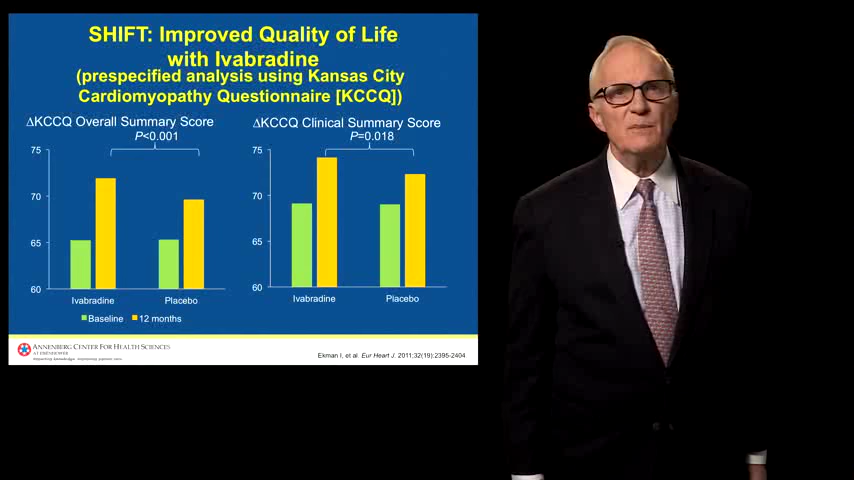 SHIFT: Improved Quality of Life
with Ivabradine
(prespecified analysis using Kansas City
Cardiomyopathy Questionnaire [KCCQ])
ΔKCCQ Overall Summary Score
P<0.001
75
70
65
60
Ivabradine
Placebo
Baseline
12 months
ΔKCCQ Clinical Summary Score
P=0.018
75
70
65
60
Ivabradine
Placebo
ANNENBERG CENTER FOR HEALTH SCIENCES
AT EISENHOWER
Ekman I, et al. Eur Heart J. 2011;32(19):2395-2404